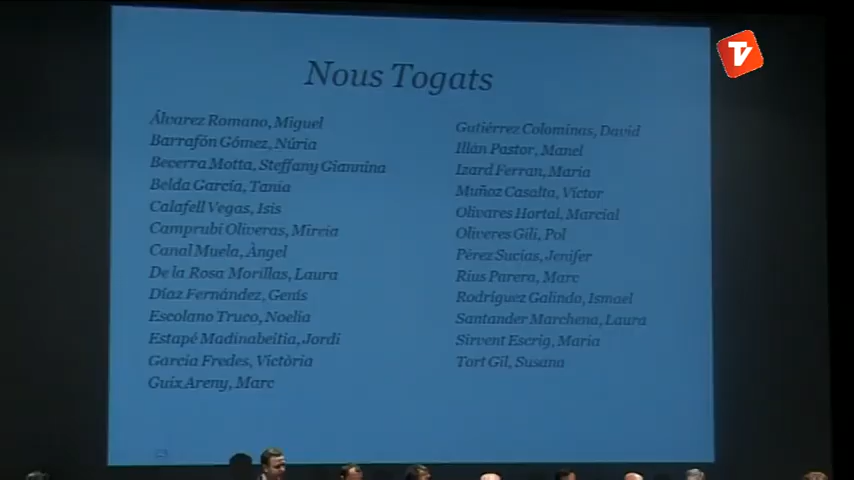 Nous Togats
Álvarez Romano, Miguel
Barrafón Gómez, Núria
Becerra Motta, Steffany Giannina
Belda García, Tania
Calafell Vegas, Isis
Camprubí Oliveras, Mireia
Canal Muela, Àngel
De la Rosa Morillas, Laura
Díaz Fernández, Genís
Escolano Truco, Noelia
Estapé Madinabeitia, Jordi
García Fredes, Victòria
Guix Areny, Marc
Gutiérrez Colominas, David
Illán Pastor, Manel
Izard Ferran, Maria
Muñoz Casalta, Víctor
Olivares Hortal, Marcial
Oliveres Gili, Pol
Pérez Sucías, Jenifer
Rius Parera, Marc
Rodríguez Galindo, Ismael
Santander Marchena, Laura
Sirvent Escrig, Maria
Tort Gil, Susana
TV